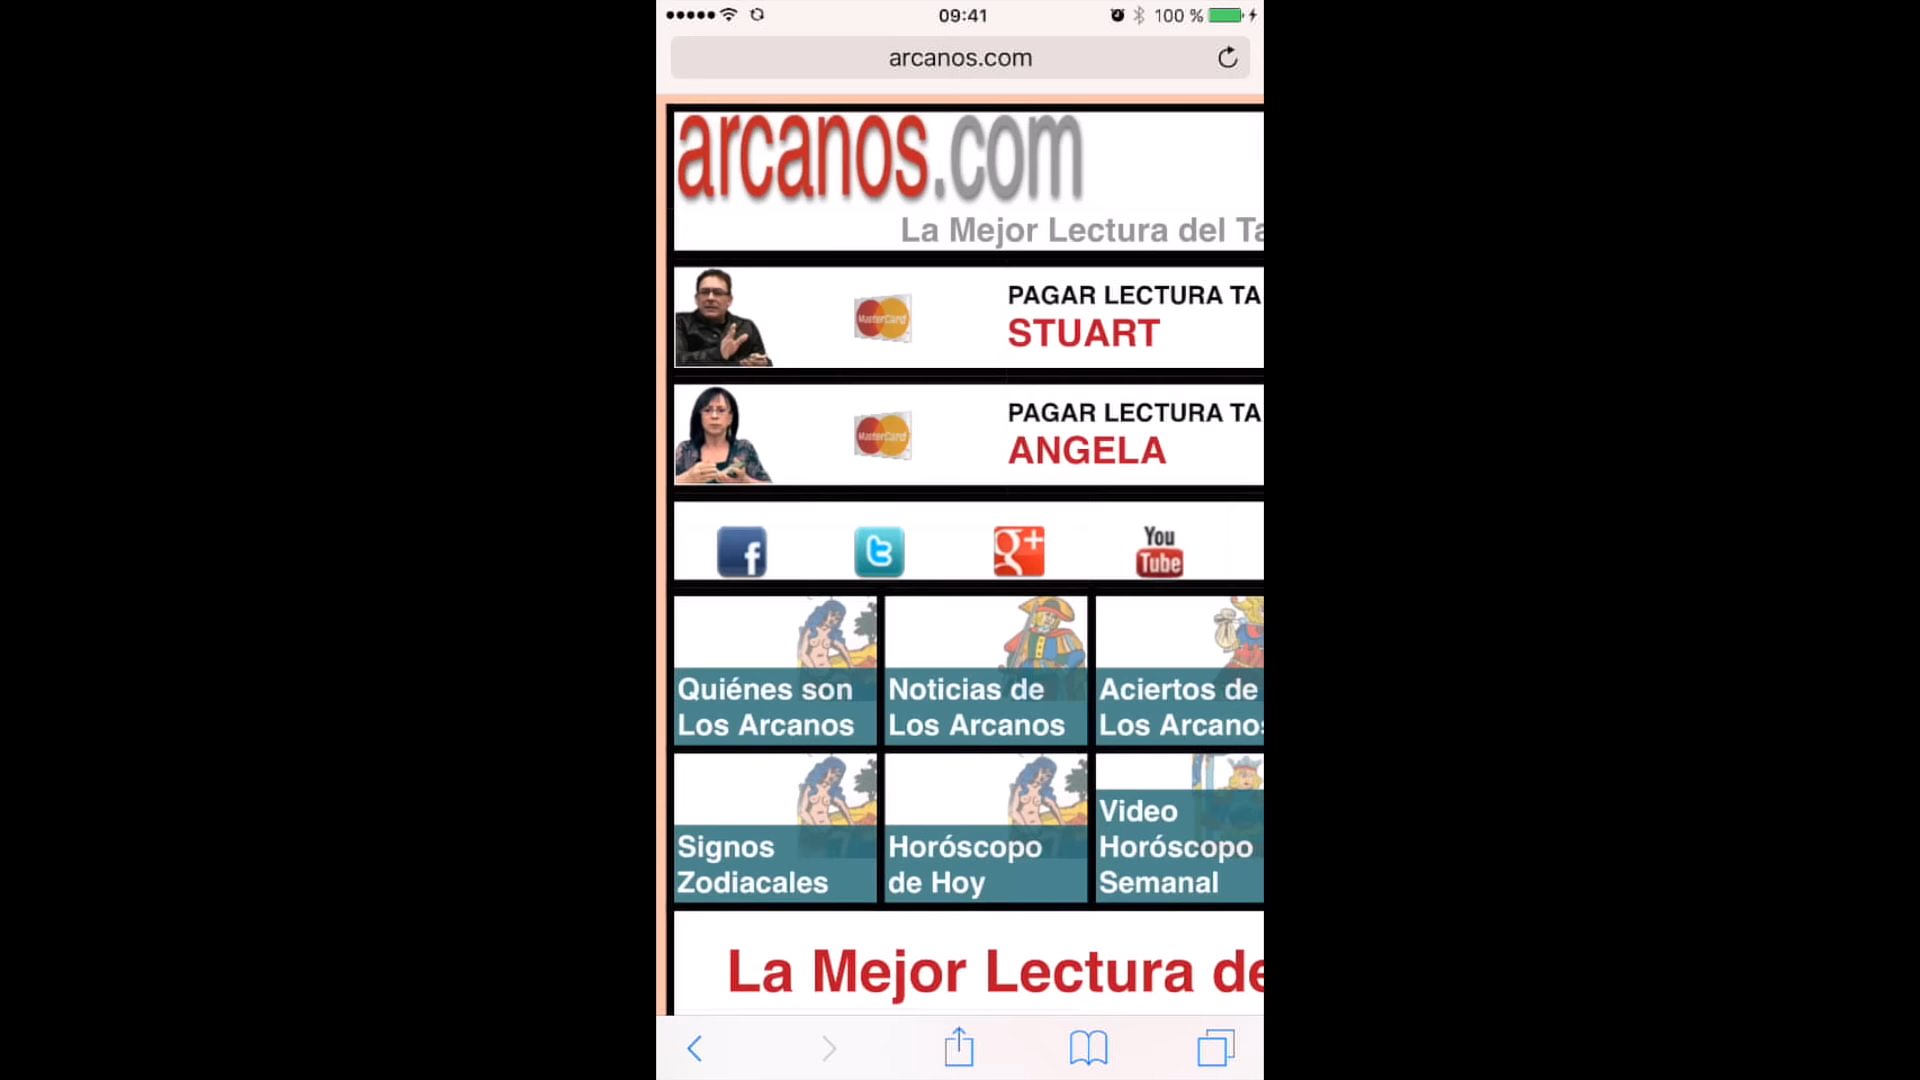 09:41
100 %
arcanos.com
arcanos.com
La Mejor Lectura del Ta
PAGAR LECTURA TA
MasterCard
STUART
PAGAR LECTURA TA
MasterCard
ANGELA
f
t
g+
You
Tube
Quiénes son
Los Arcanos
Noticias de
Los Arcanos
Aciertos de
Los Arcanos
Signos
Zodiacales
Horóscopo
de Hoy
Video
Horóscopo
Semanal
La Mejor Lectura de